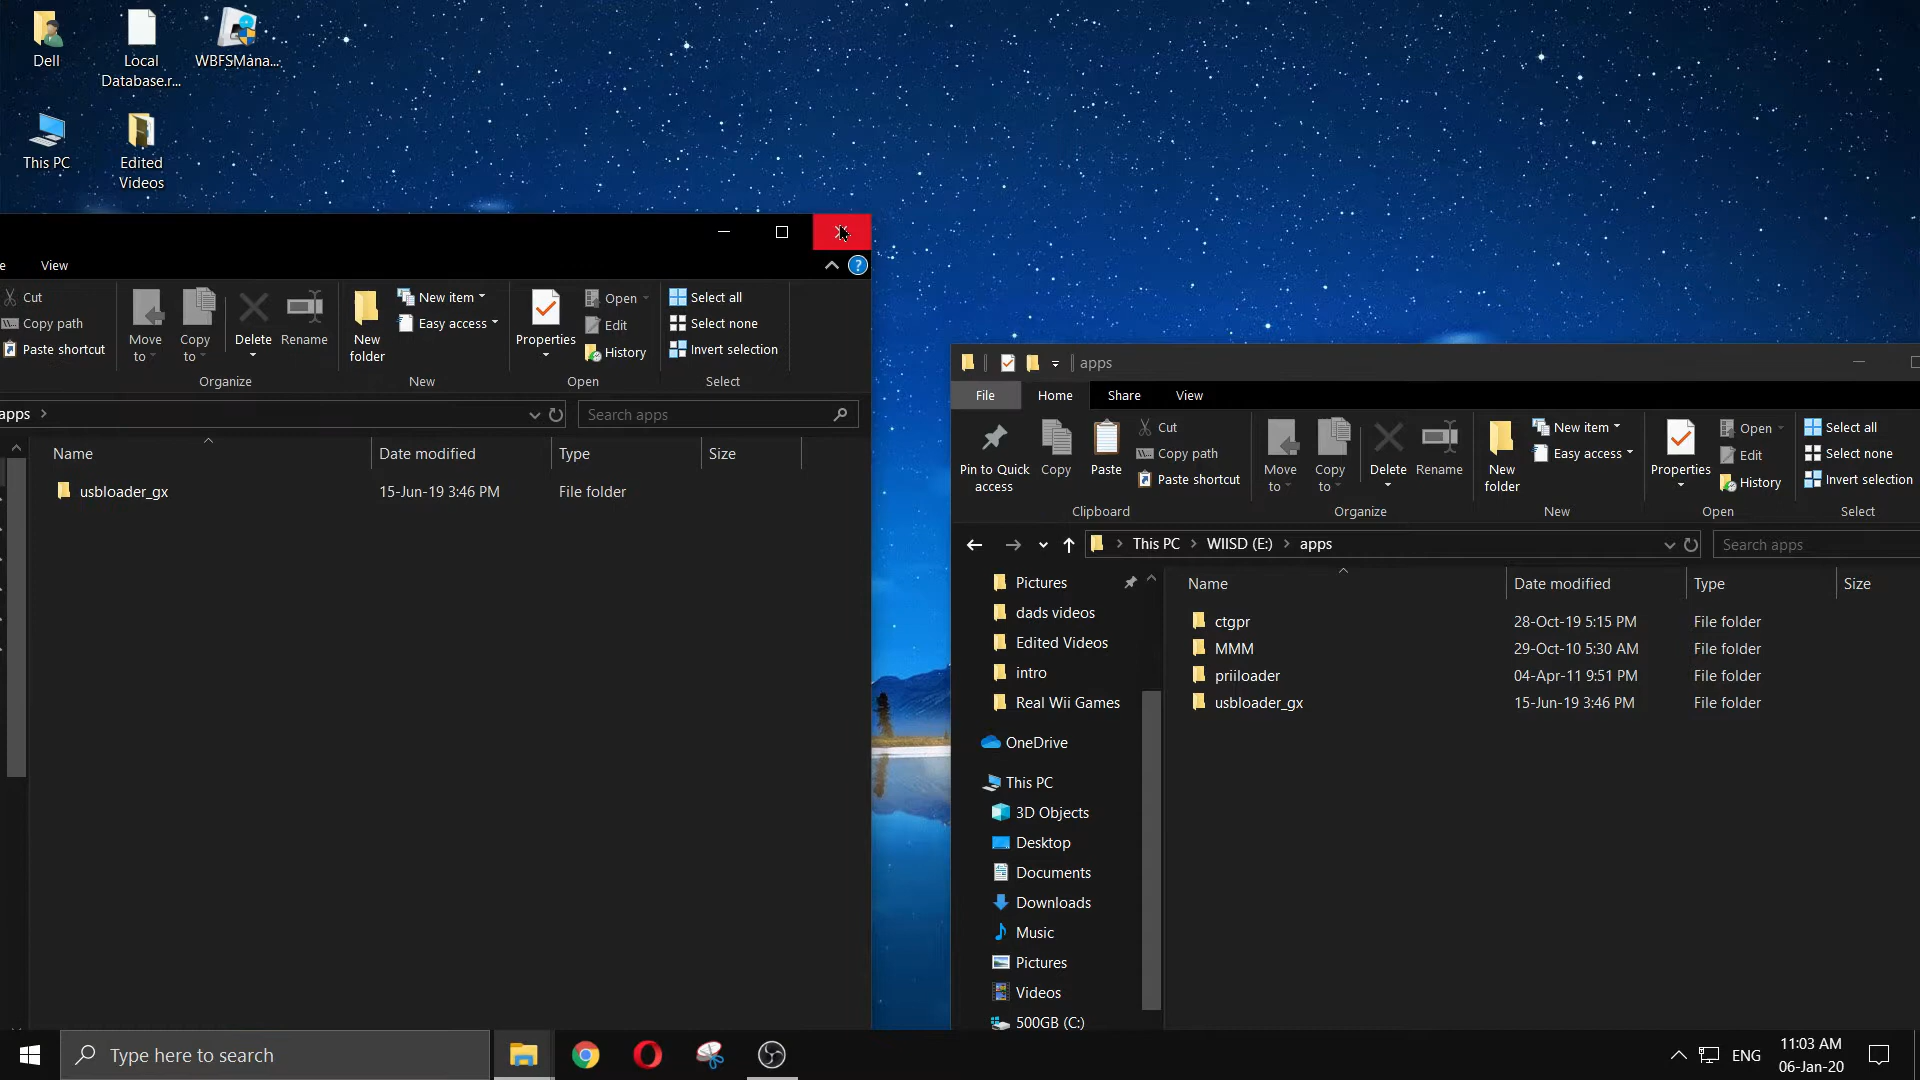 Dell
Local
Database.r...
WBFSMana...
This PC
Edited
Videos
View
Cut
Copy path
Paste shortcut
Move
to
Copy
to
Delete
Rename
Organize
New
folder
New item
Easy access
New
Properties
Open
Edit
History
Open
Select all
Select none
Invert selection
Select
apps
Search apps
Name
Date modified
Type
Size
usbloader_gx
15-Jun-19 3:46 PM
File folder
apps
File
Home
Share
View
Pin to Quick
access
Copy
Paste
Cut
Copy path
Paste shortcut
Clipboard
Move
to
Copy
to
Delete
Rename
Organize
New
folder
New item
Easy access
New
Properties
Open
Edit
History
Open
Select all
Select none
Invert selection
Select
This PC
WIISD (E:)
apps
Search apps
Pictures
dads videos
Edited Videos
intro
Real Wii Games
OneDrive
This PC
3D Objects
Desktop
Documents
Downloads
Music
Pictures
Videos
500GB (C:)
Name
Date modified
Type
Size
ctgpr
28-Oct-19 5:15 PM
File folder
MMM
29-Oct-10 5:30 AM
File folder
priiloader
04-Apr-11 9:51 PM
File folder
usbloader_gx
15-Jun-19 3:46 PM
File folder
Type here to search
ENG
11:03 AM
06-Jan-20